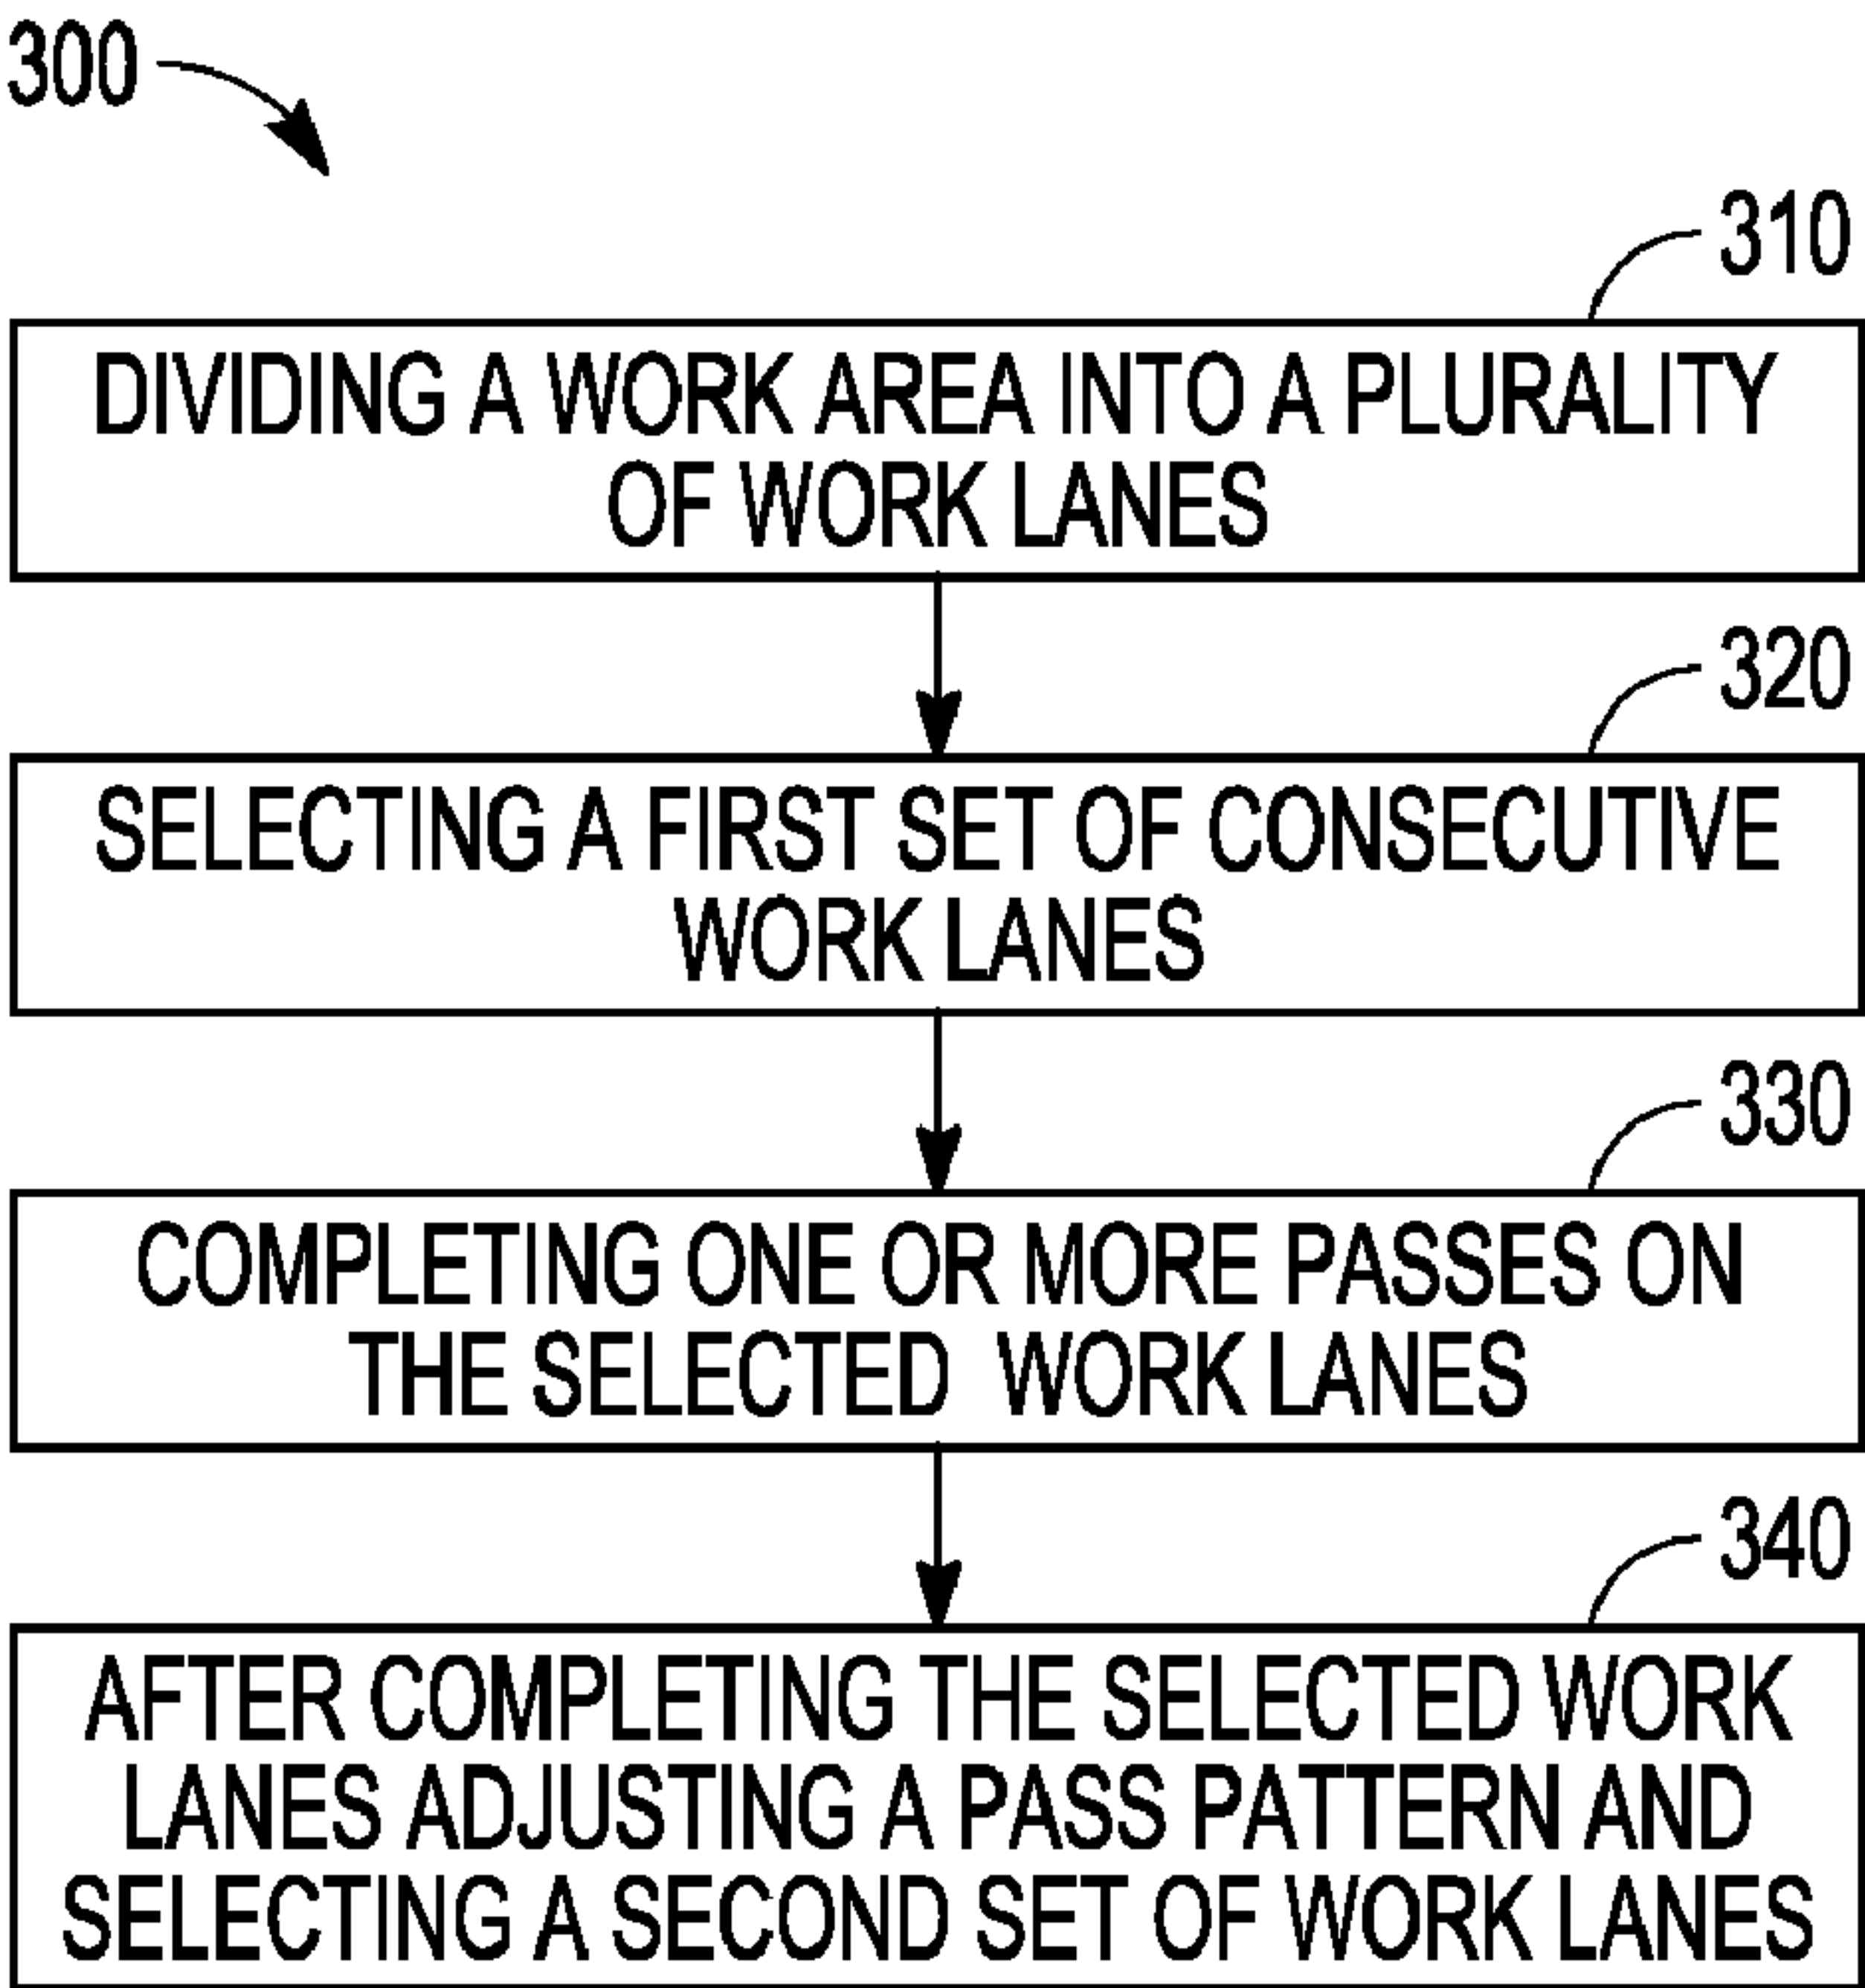 300
310
DIVIDING A WORK AREA INTO A PLURALITY
OF WORK LANES
320
SELECTING A FIRST SET OF CONSECUTIVE
WORK LANES
330
COMPLETING ONE OR MORE PASSES ON
THE SELECTED WORK LANES
340
AFTER COMPLETING THE SELECTED WORK
LANES ADJUSTING A PASS PATTERN AND
SELECTING A SECOND SET OF WORK LANES